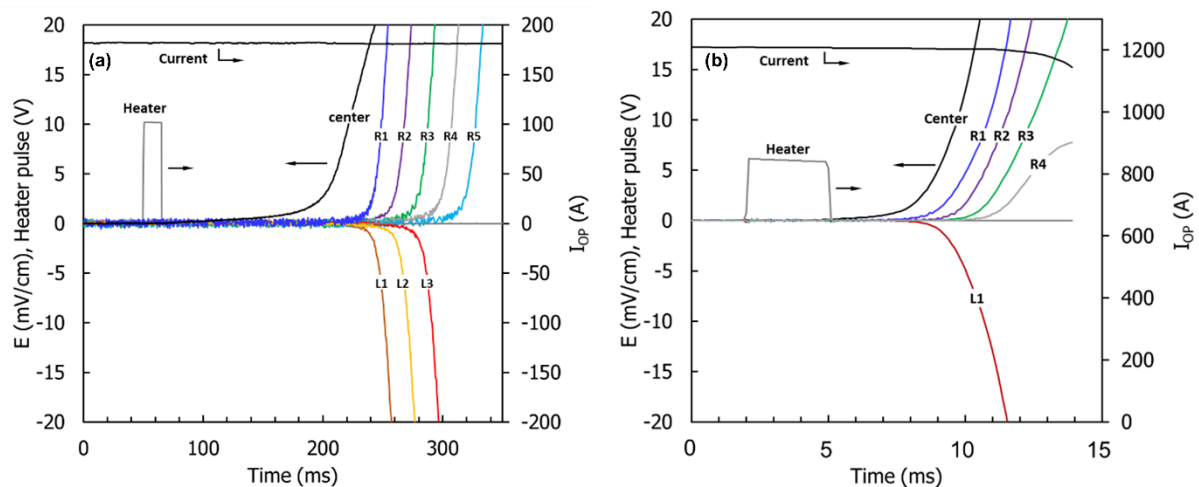 (a)
Current
Heater
center
R1
R2
R3
R4
R5
L1
L2
L3
20
15
10
5
0
-5
-10
-15
-20
E (mV/cm), Heater pulse (V)
200
150
100
50
0
-50
-100
-150
-200
I_OP (A)
0
100
200
300
Time (ms)
(b)
Current
Heater
Center
R1
R2
R3
R4
L1
20
15
10
5
0
-5
-10
-15
-20
E (mV/cm), Heater pulse (V)
1200
1000
800
600
400
200
0
I_OP (A)
0
5
10
15
Time (ms)